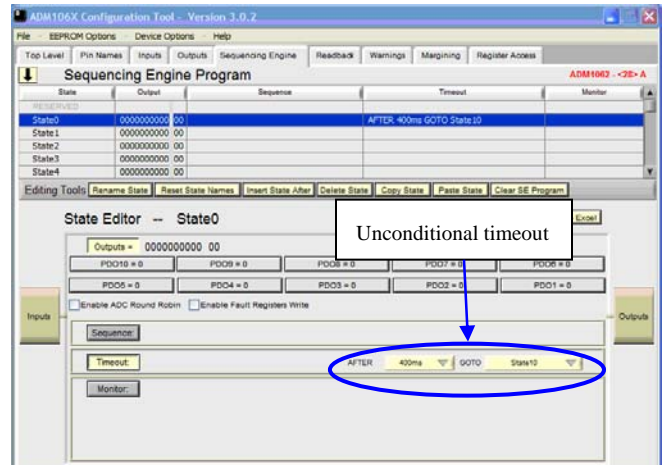 ADM106X Configuration Tool - Version 3.0.2
File EEPROM Options Device Options Help
Top Level Pin Names Inputs Outputs Sequencing Engine Readback Warnings Margining Register Access
Sequencing Engine Program ADM1062 - <28> A
State Output Sequence Timeout Monitor
RESERVED
State0 0000000000 00 AFTER 400ms GOTO State10
State1 0000000000 00
State2 0000000000 00
State3 0000000000 00
State4 0000000000 00
Editing Tools Rename State Reset State Names Insert State After Delete State Copy State Paste State Clear SE Program
State Editor -- State0 Excel
Unconditional timeout
Outputs = 0000000000 00
PDO10 = 0 PDO9 = 0 PDO8 = 0 PDO7 = 0 PDO6 = 0
PDO5 = 0 PDO4 = 0 PDO3 = 0 PDO2 = 0 PDO1 = 0
Enable ADC Round Robin Enable Fault Registers Write
Inputs Outputs
Sequence:
Timeout: AFTER 400ms GOTO State10
Monitor: